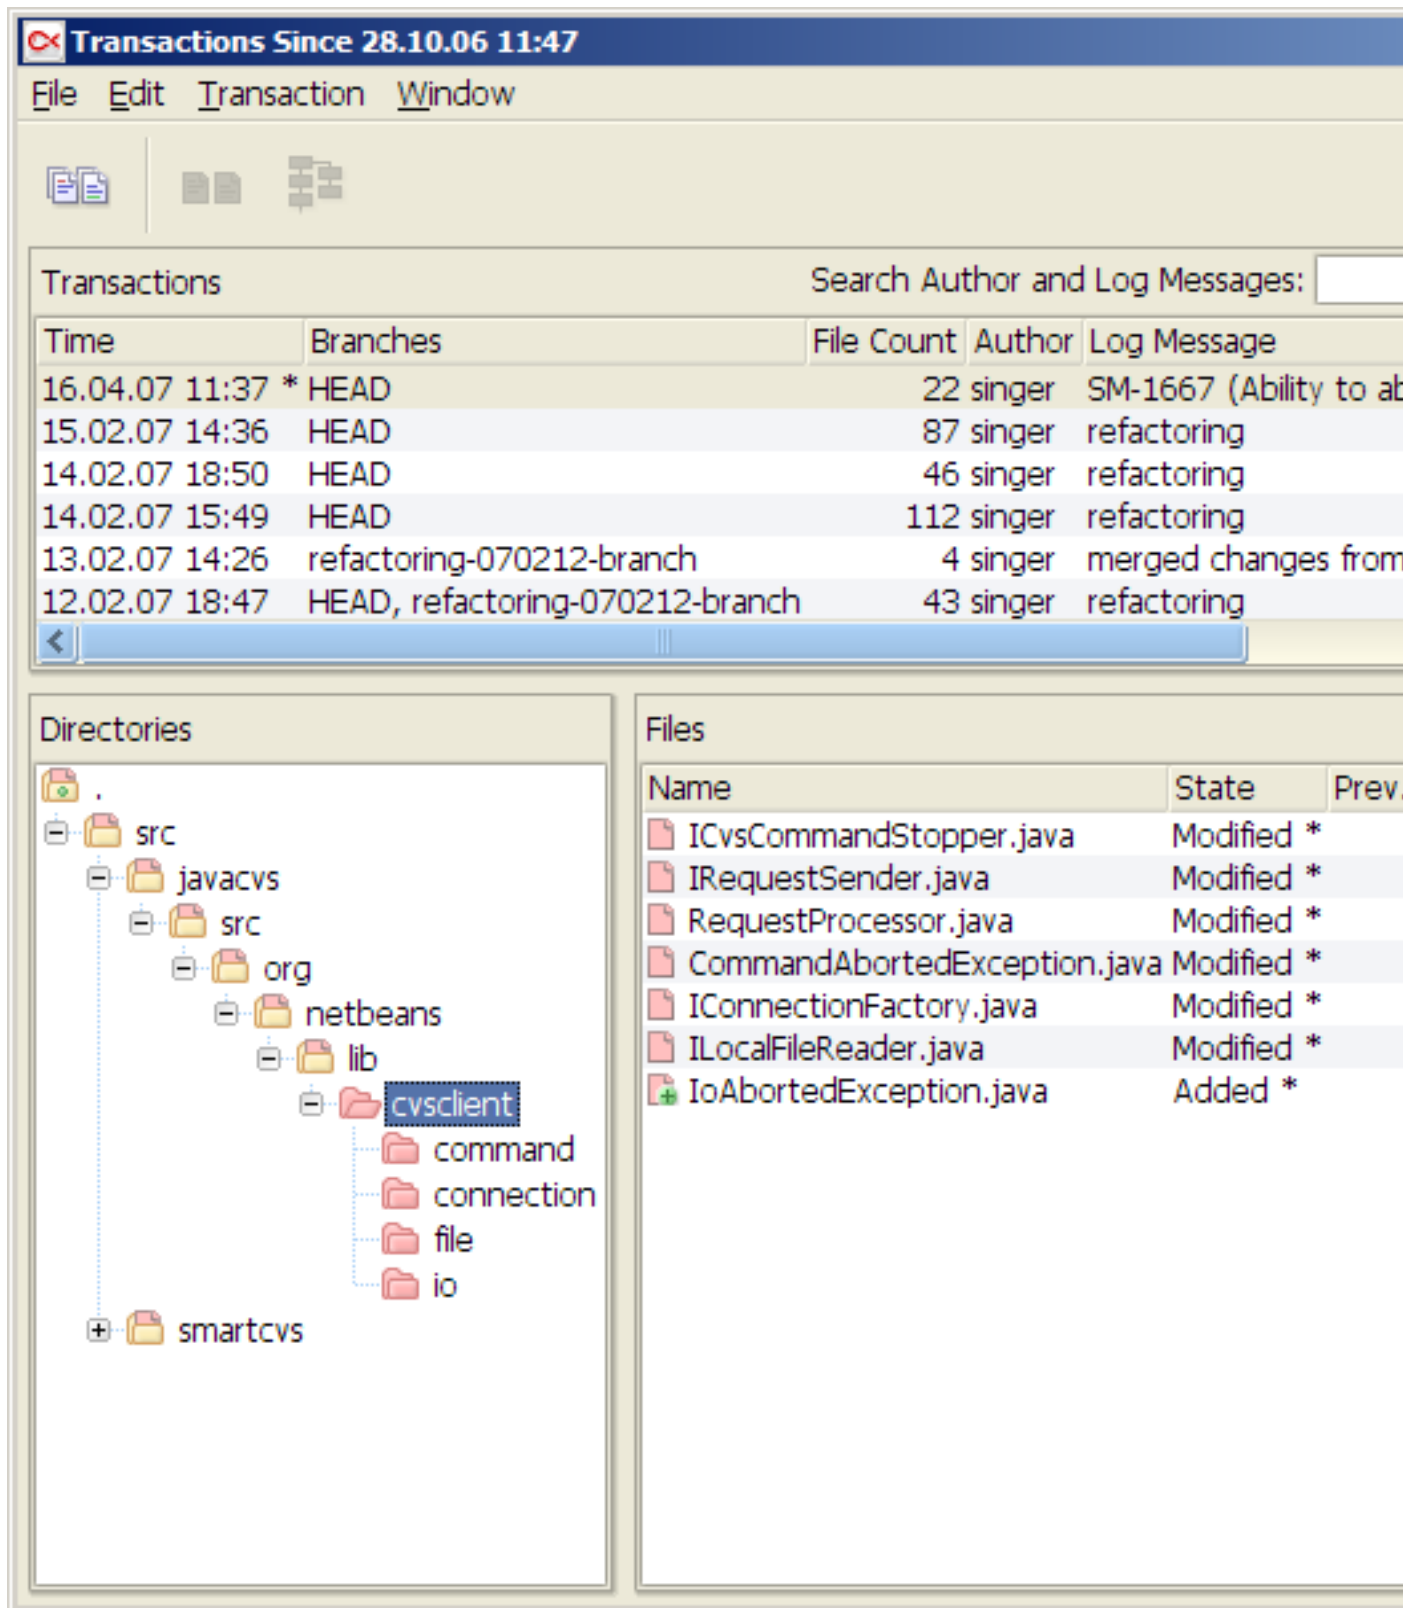 Transactions Since 28.10.06 11:47
File Edit Transaction Window
Transactions Search Author and Log Messages:
Time Branches File Count Author Log Message
16.04.07 11:37 * HEAD 22 singer SM-1667 (Ability to ab
15.02.07 14:36 HEAD 87 singer refactoring
14.02.07 18:50 HEAD 46 singer refactoring
14.02.07 15:49 HEAD 112 singer refactoring
13.02.07 14:26 refactoring-070212-branch 4 singer merged changes from
12.02.07 18:47 HEAD, refactoring-070212-branch 43 singer refactoring
Directories
.
src
javacvs
src
org
netbeans
lib
cvsclient
command
connection
file
io
smartcvs
Files
Name State Prev.
ICvsCommandStopper.java Modified *
IRequestSender.java Modified *
RequestProcessor.java Modified *
CommandAbortedException.java Modified *
IConnectionFactory.java Modified *
ILocalFileReader.java Modified *
IoAbortedException.java Added *